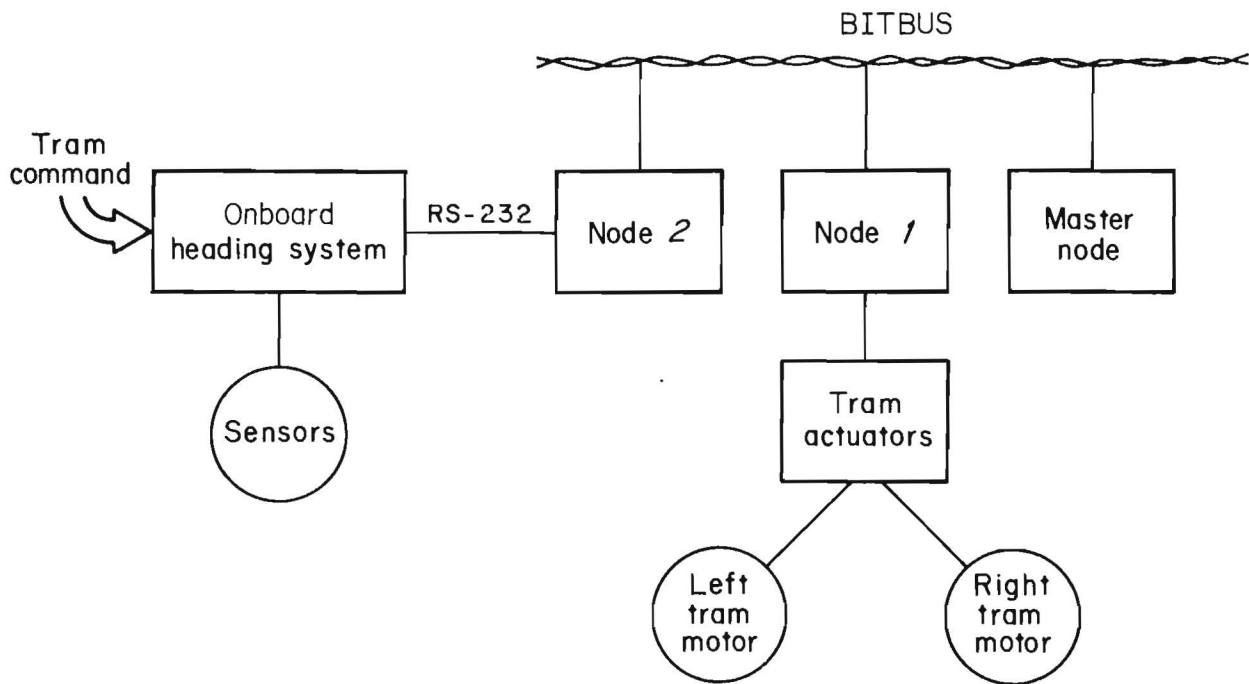 BITBUS
Tram
command
Onboard
heading system
RS-232
Node 2
Node 1
Master
node
Sensors
Tram
actuators
Left
tram
motor
Right
tram
motor